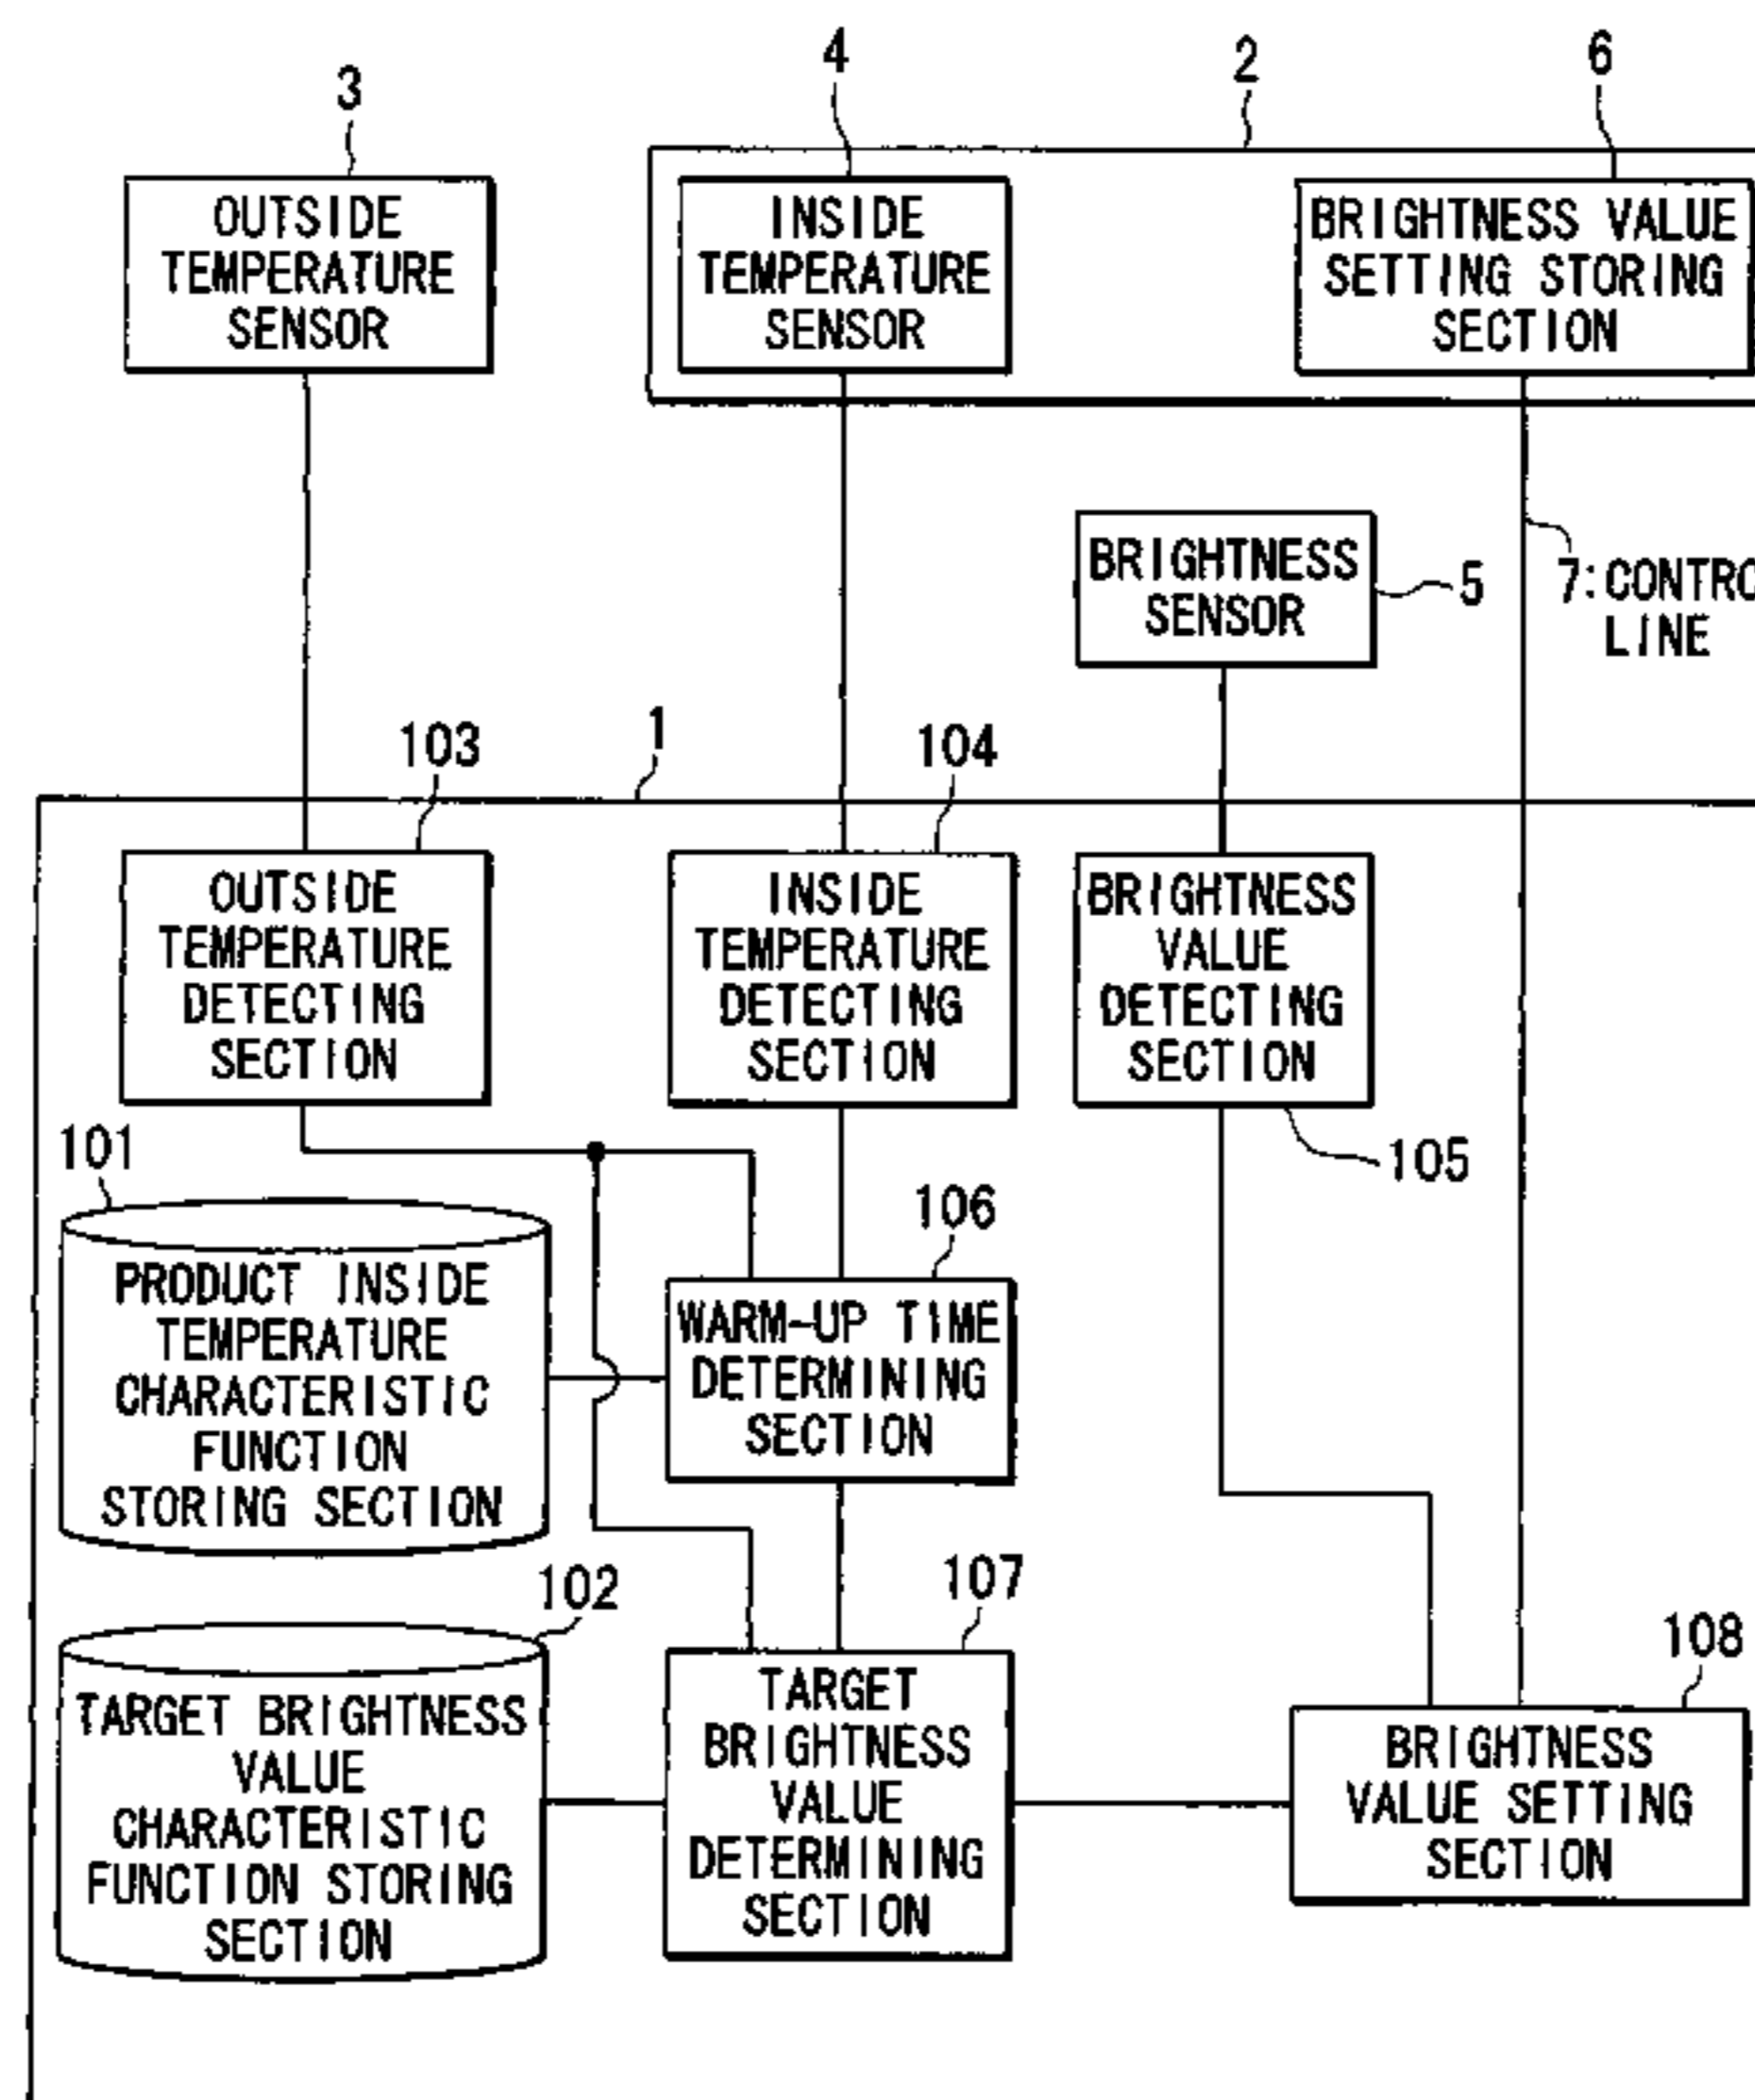 3
4
2
6
OUTSIDE
TEMPERATURE
SENSOR
INSIDE
TEMPERATURE
SENSOR
BRIGHTNESS VALUE
SETTING STORING
SECTION
BRIGHTNESS
SENSOR
5
7:CONTRO
LINE
1
103
104
OUTSIDE
TEMPERATURE
DETECTING
SECTION
INSIDE
TEMPERATURE
DETECTING
SECTION
BRIGHTNESS
VALUE
DETECTING
SECTION
105
101
PRODUCT INSIDE
TEMPERATURE
CHARACTERISTIC
FUNCTION
STORING SECTION
106
WARM-UP TIME
DETERMINING
SECTION
102
TARGET BRIGHTNESS
VALUE
CHARACTERISTIC
FUNCTION STORING
SECTION
107
TARGET
BRIGHTNESS
VALUE
DETERMINING
SECTION
108
BRIGHTNESS
VALUE SETTING
SECTION